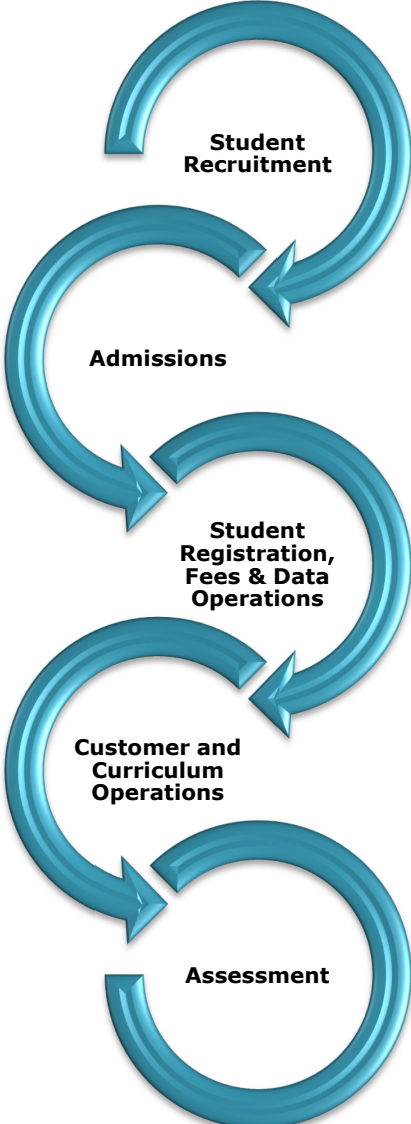 Student
Recruitment
Admissions
Student
Registration,
Fees & Data
Operations
Customer and
Curriculum
Operations
Assessment